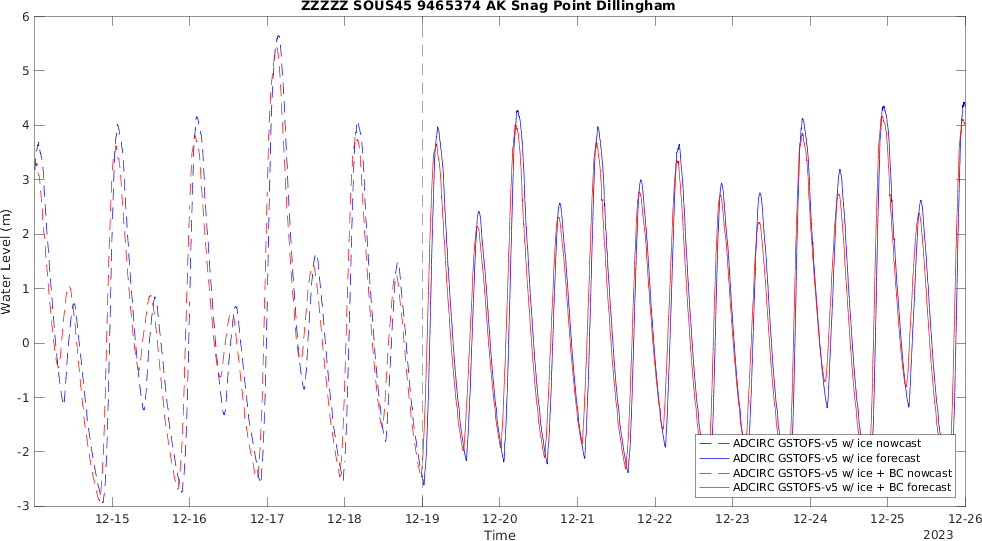 ZZZZZ SOUS45 9465374 AK Snag Point Dillingham
Water Level (m)
6
5
4
3
2
1
0
-1
-2
-3
ADCIRC GSTOFS-v5 w/ ice nowcast
ADCIRC GSTOFS-v5 w/ ice forecast
ADCIRC GSTOFS-v5 w/ ice + BC nowcast
ADCIRC GSTOFS-v5 w/ ice + BC forecast
12-15 12-16 12-17 12-18 12-19 12-20 12-21 12-22 12-23 12-24 12-25 12-26
Time 2023